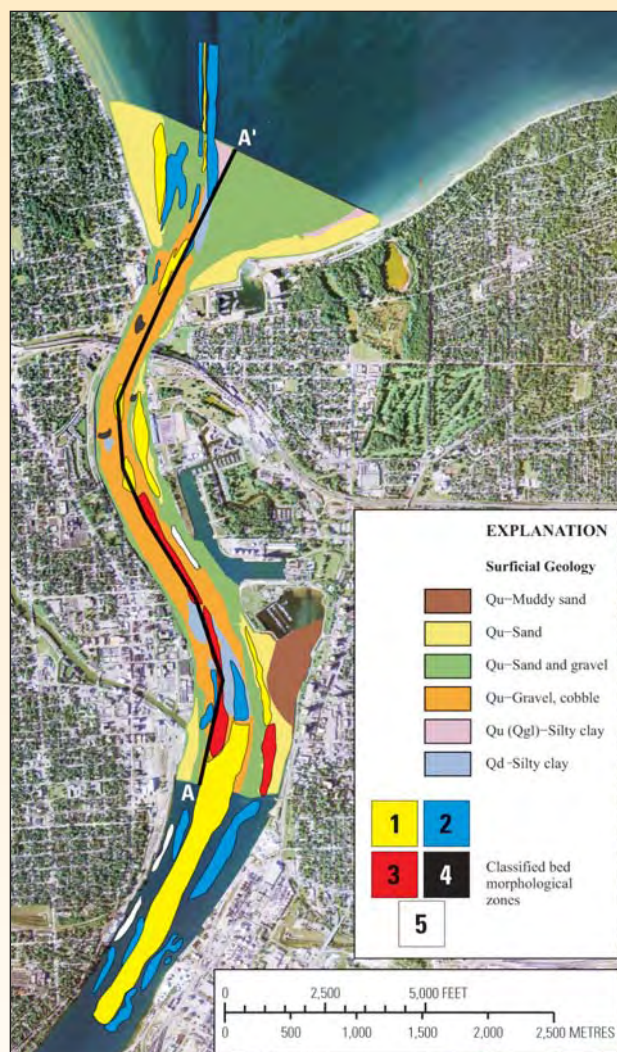 A'
A
EXPLANATION
Surficial Geology
Qu–Muddy sand
Qu–Sand
Qu–Sand and gravel
Qu–Gravel, cobble
Qu (Qgl)–Silty clay
Qd -Silty clay
1 2
3 4
5
Classified bed
morphological
zones
0 2,500 5,000 FEET
0 500 1,000 1,500 2,000 2,500 METRES